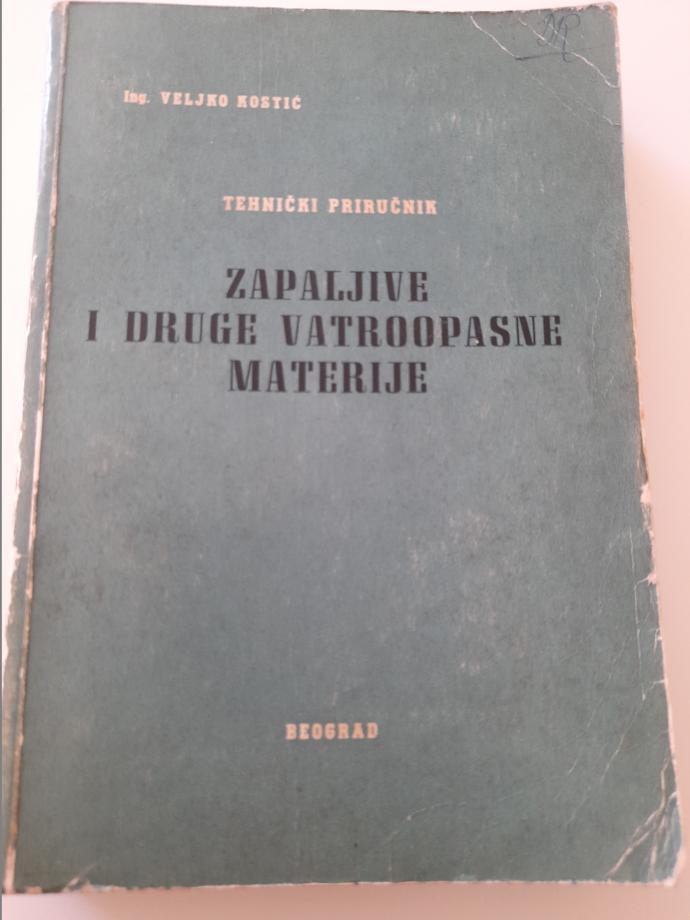 Ing. VELJKO KOSTIĆ
TEHNIČKI PRIRUČNIK
ZAPALJIVE
I DRUGE VATROOPASNE
MATERIJE
BEOGRAD